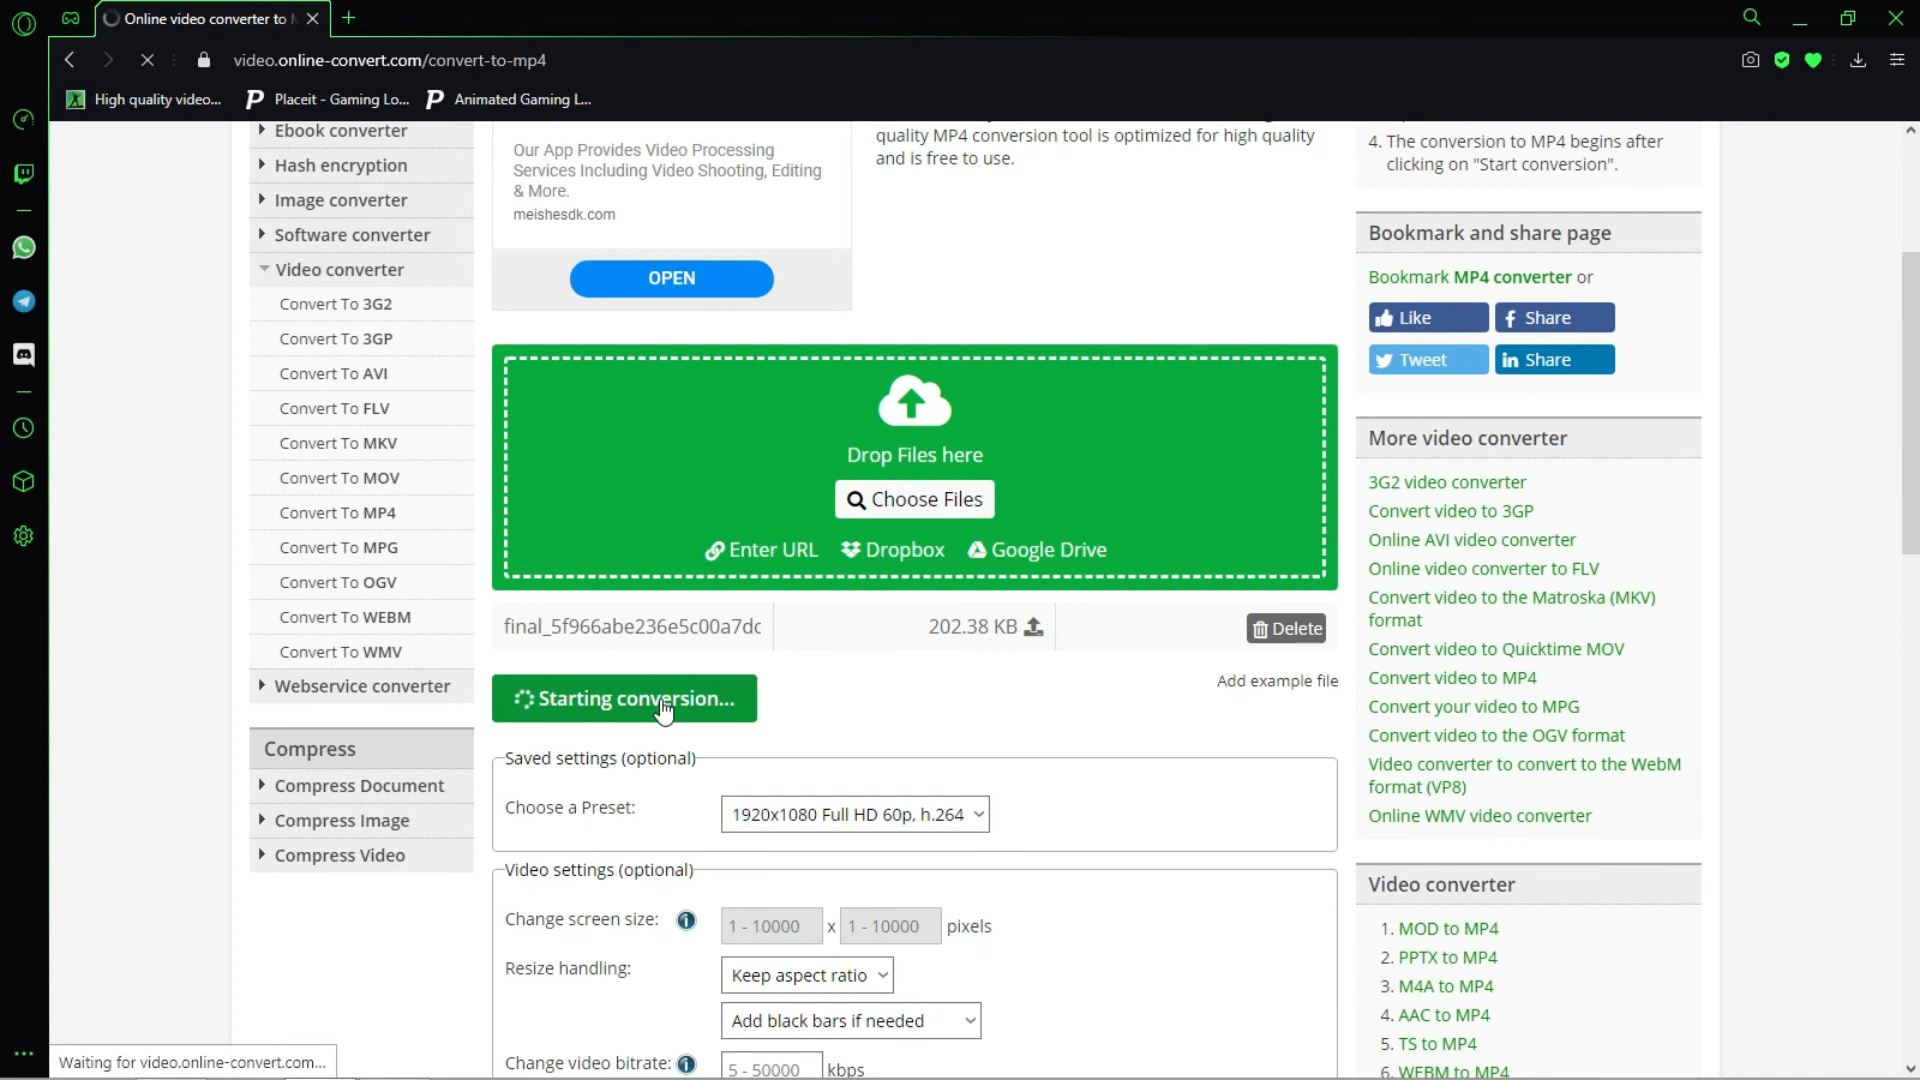 Online video converter to
video.online-convert.com/convert-to-mp4
High quality video...
Placeit - Gaming Lo...
Animated Gaming L...
Ebook converter
Hash encryption
Image converter
Software converter
Video converter
Convert To 3G2
Convert To 3GP
Convert To AVI
Convert To FLV
Convert To MKV
Convert To MOV
Convert To MP4
Convert To MPG
Convert To OGV
Convert To WEBM
Convert To WMV
Webservice converter
Compress
Compress Document
Compress Image
Compress Video
Our App Provides Video Processing
Services Including Video Shooting, Editing
& More.
meishesdk.com
OPEN
quality MP4 conversion tool is optimized for high quality
and is free to use.
Drop Files here
Choose Files
Enter URL Dropbox Google Drive
final_5f966abe236e5c00a7dc 202.38 KB Delete
Starting conversion...
Add example file
Saved settings (optional)
Choose a Preset: 1920x1080 Full HD 60p, h.264
Video settings (optional)
Change screen size: 1 - 10000 x 1 - 10000 pixels
Resize handling: Keep aspect ratio
Add black bars if needed
Change video bitrate: 5 - 50000 kbps
4. The conversion to MP4 begins after
clicking on "Start conversion".
Bookmark and share page
Bookmark MP4 converter or
Like Share
Tweet Share
More video converter
3G2 video converter
Convert video to 3GP
Online AVI video converter
Online video converter to FLV
Convert video to the Matroska (MKV)
format
Convert video to Quicktime MOV
Convert video to MP4
Convert your video to MPG
Convert video to the OGV format
Video converter to convert to the WebM
format (VP8)
Online WMV video converter
Video converter
1. MOD to MP4
2. PPTX to MP4
3. M4A to MP4
4. AAC to MP4
5. TS to MP4
6. WEBM to MP4
Waiting for video.online-convert.com...